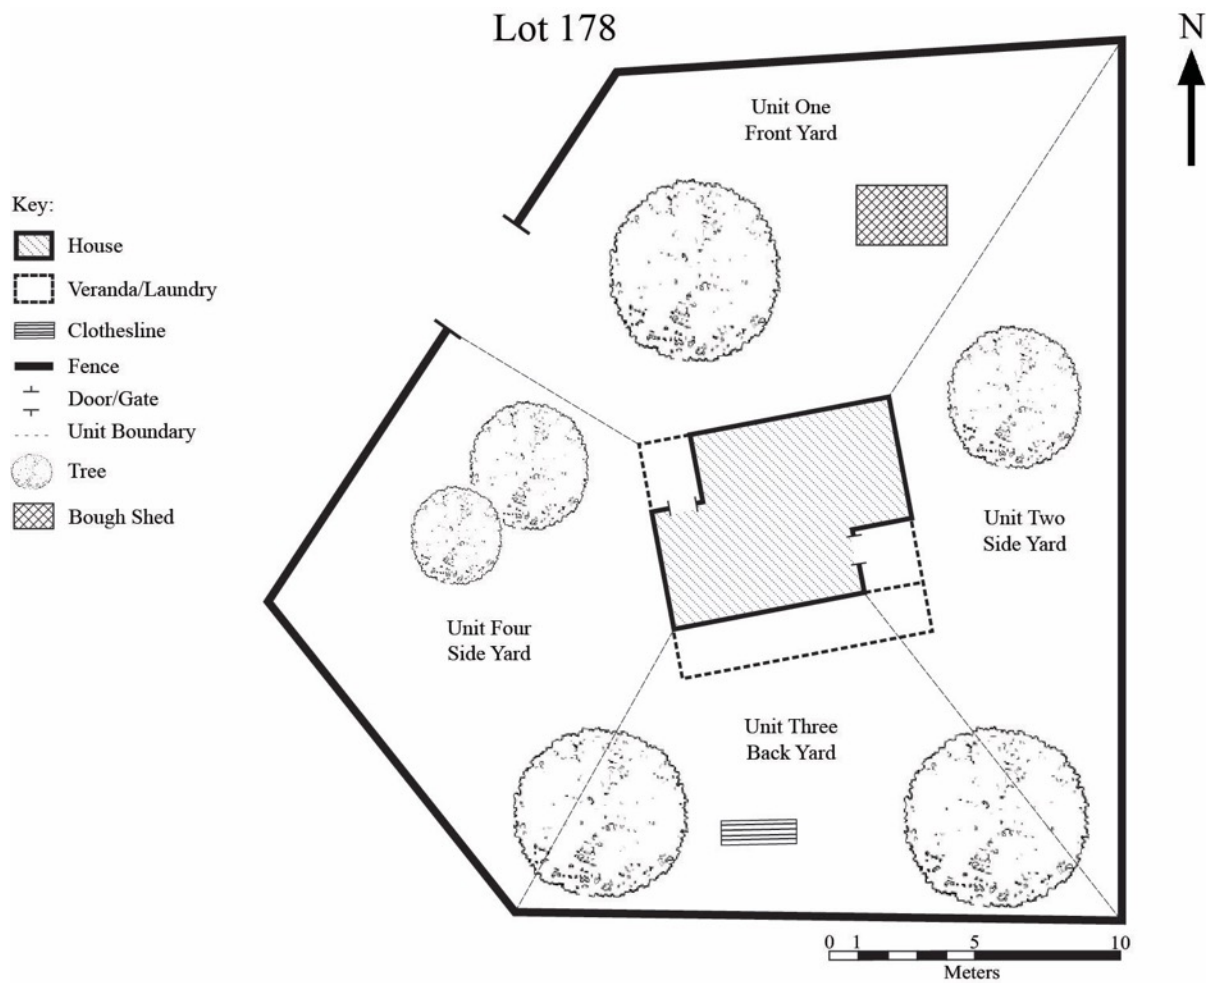 Lot 178
N
Unit One
Front Yard
Key:
House
Veranda/Laundry
Clothesline
Fence
Door/Gate
Unit Boundary
Tree
Bough Shed
Unit Two
Side Yard
Unit Four
Side Yard
Unit Three
Back Yard
0 1 5 10
Meters